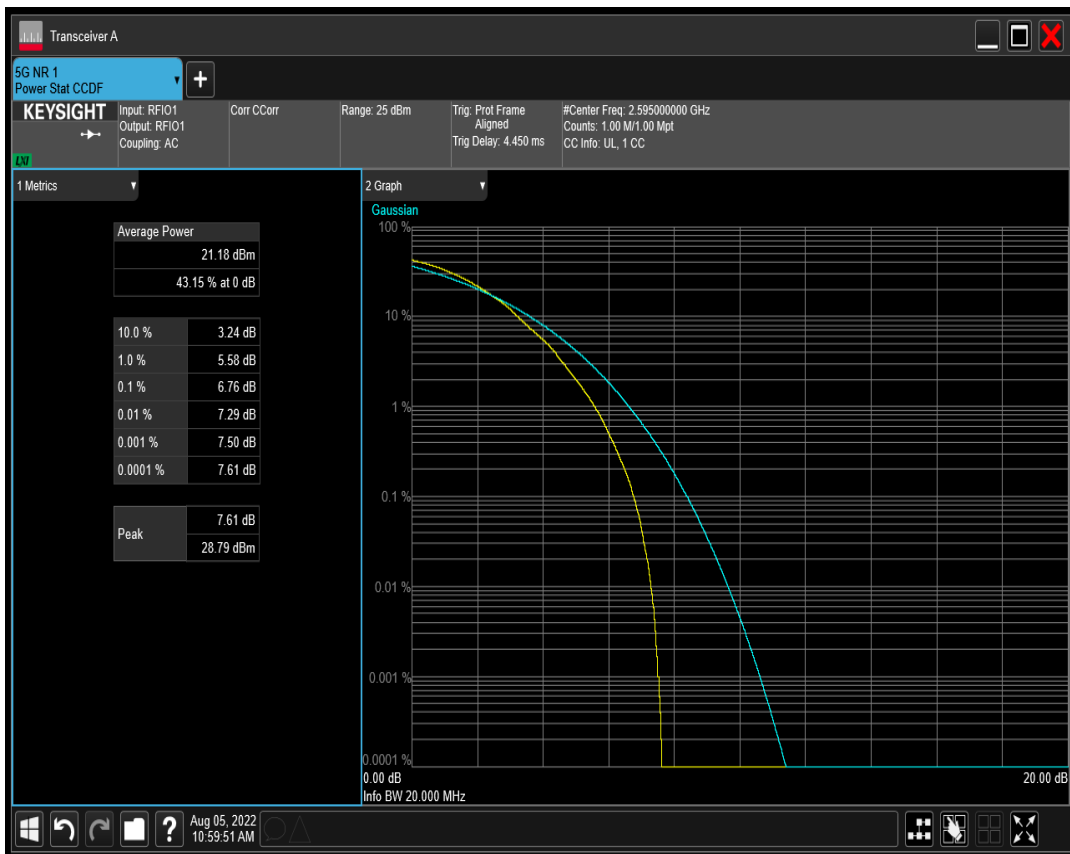 Transceiver A
5G NR 1
Power Stat CCDF
+
KEYSIGHT
LXI
Input: RFIO1
Output: RFIO1
Coupling: AC
Corr CCorr
Range: 25 dBm
Trig: Prot Frame
Aligned
Trig Delay: 4.450 ms
#Center Freq: 2.595000000 GHz
Counts: 1.00 M/1.00 Mpt
CC Info: UL, 1 CC
1 Metrics
Average Power
21.18 dBm
43.15 % at 0 dB
10.0 % 3.24 dB
1.0 % 5.58 dB
0.1 % 6.76 dB
0.01 % 7.29 dB
0.001 % 7.50 dB
0.0001 % 7.61 dB
Peak
7.61 dB
28.79 dBm
2 Graph
Gaussian
100 %
10 %
1 %
0.1 %
0.01 %
0.001 %
0.0001 %
0.00 dB 20.00 dB
Info BW 20.000 MHz
?
Aug 05, 2022
10:59:51 AM